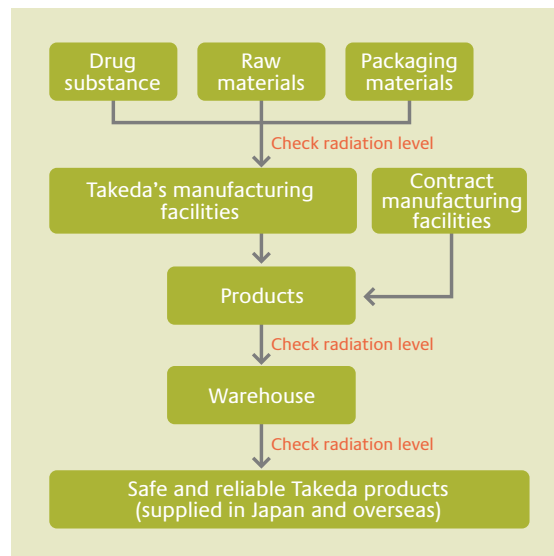 Drug
substance
Raw
materials
Packaging
materials
Check radiation level
Takeda's manufacturing
facilities
Contract
manufacturing
facilities
Products
Check radiation level
Warehouse
Check radiation level
Safe and reliable Takeda products
(supplied in Japan and overseas)